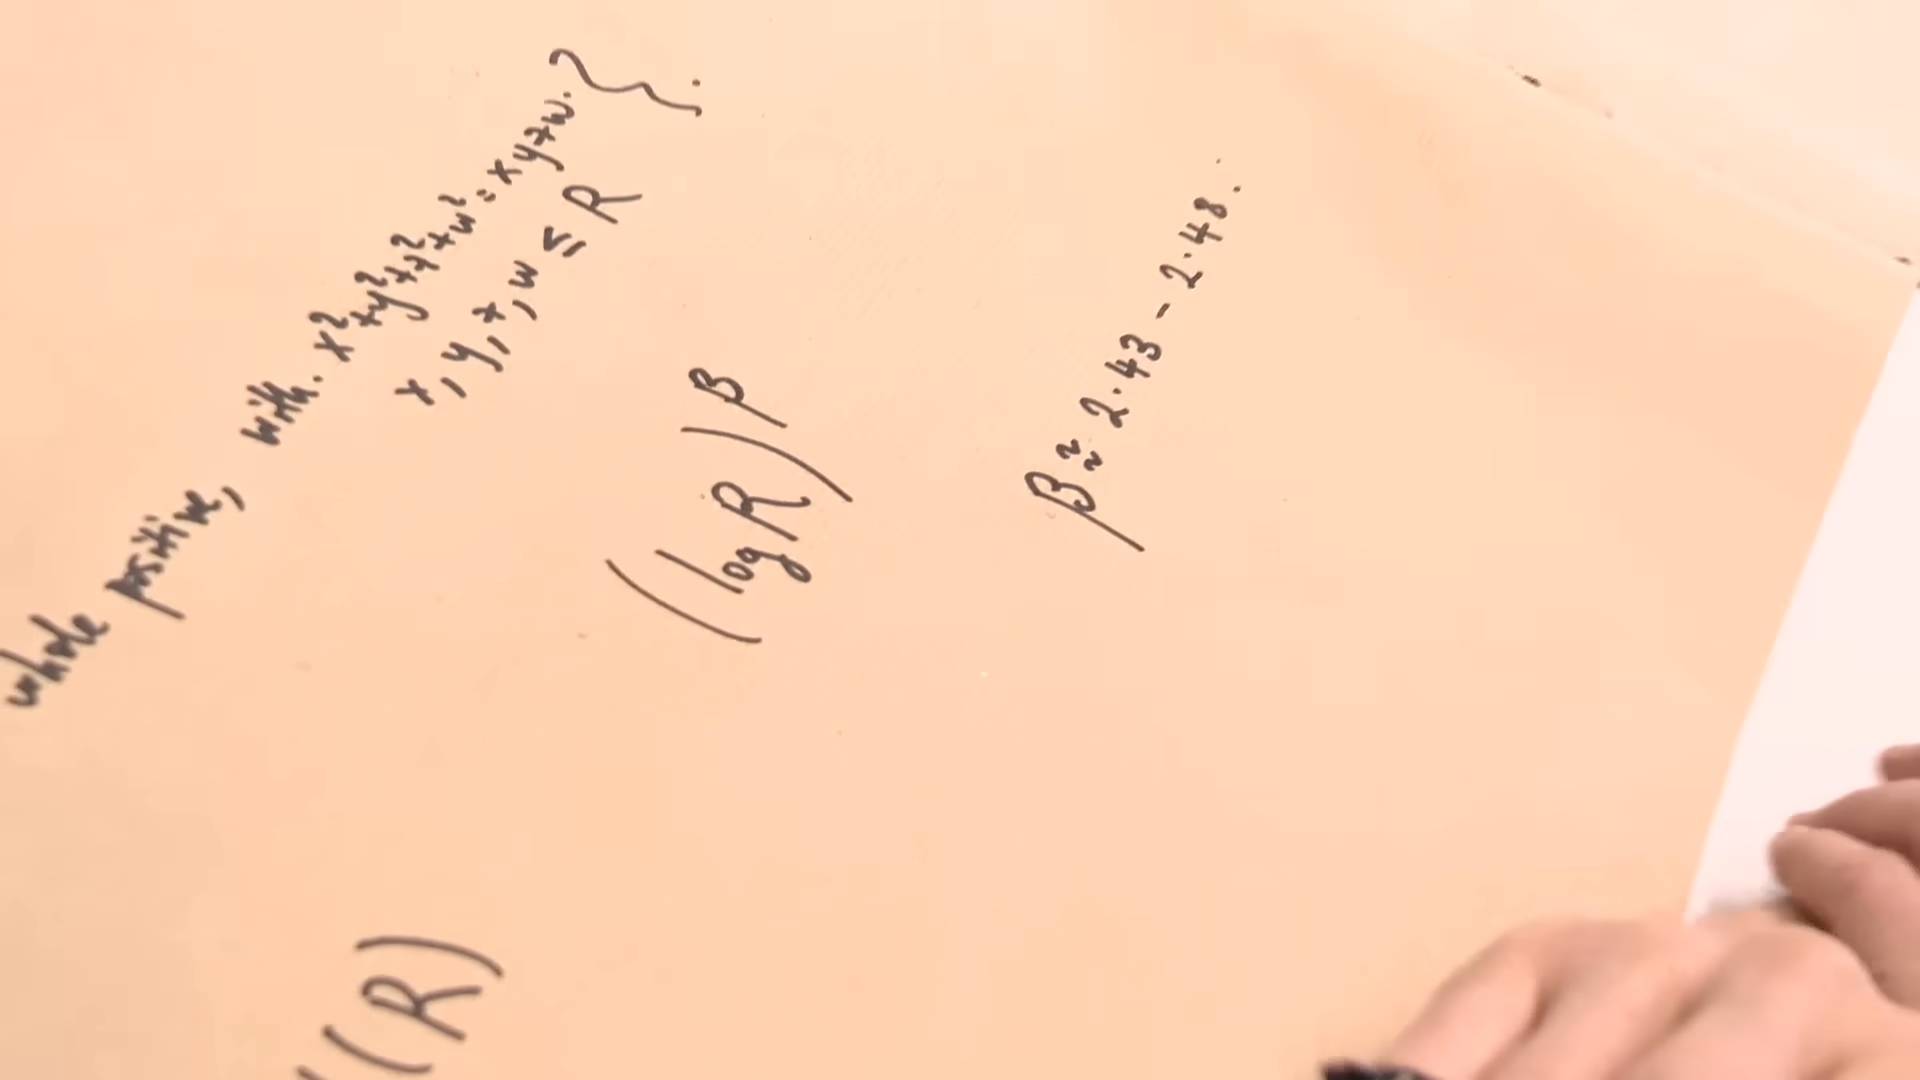 whole positive, with. x²+y²+z²+w²=xyzw. }.
x, y, z, w ≤ R
(R)
(log R)^β
β ≈ 2.43 - 2.48..